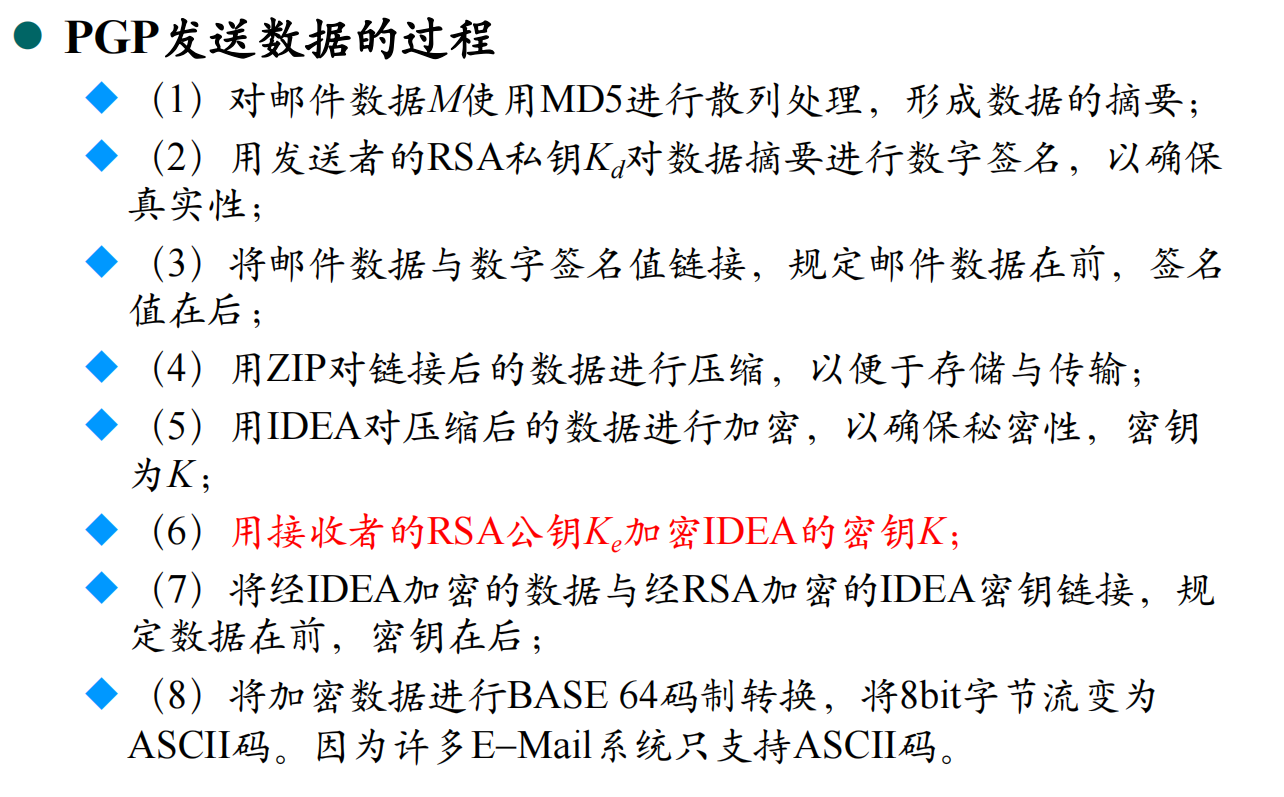 PGP发送数据的过程
（1）对邮件数据M使用MD5进行散列处理，形成数据的摘要；
（2）用发送者的RSA私钥Kd对数据摘要进行数字签名，以确保
真实性；
（3）将邮件数据与数字签名值链接，规定邮件数据在前，签名
值在后；
（4）用ZIP对链接后的数据进行压缩，以便于存储与传输；
（5）用IDEA对压缩后的数据进行加密，以确保秘密性，密钥
为K；
（6）用接收者的RSA公钥Ke加密IDEA的密钥K；
（7）将经IDEA加密的数据与经RSA加密的IDEA密钥链接，规
定数据在前，密钥在后；
（8）将加密数据进行BASE 64码制转换，将8bit字节流变为
ASCII码。因为许多E–Mail系统只支持ASCII码。